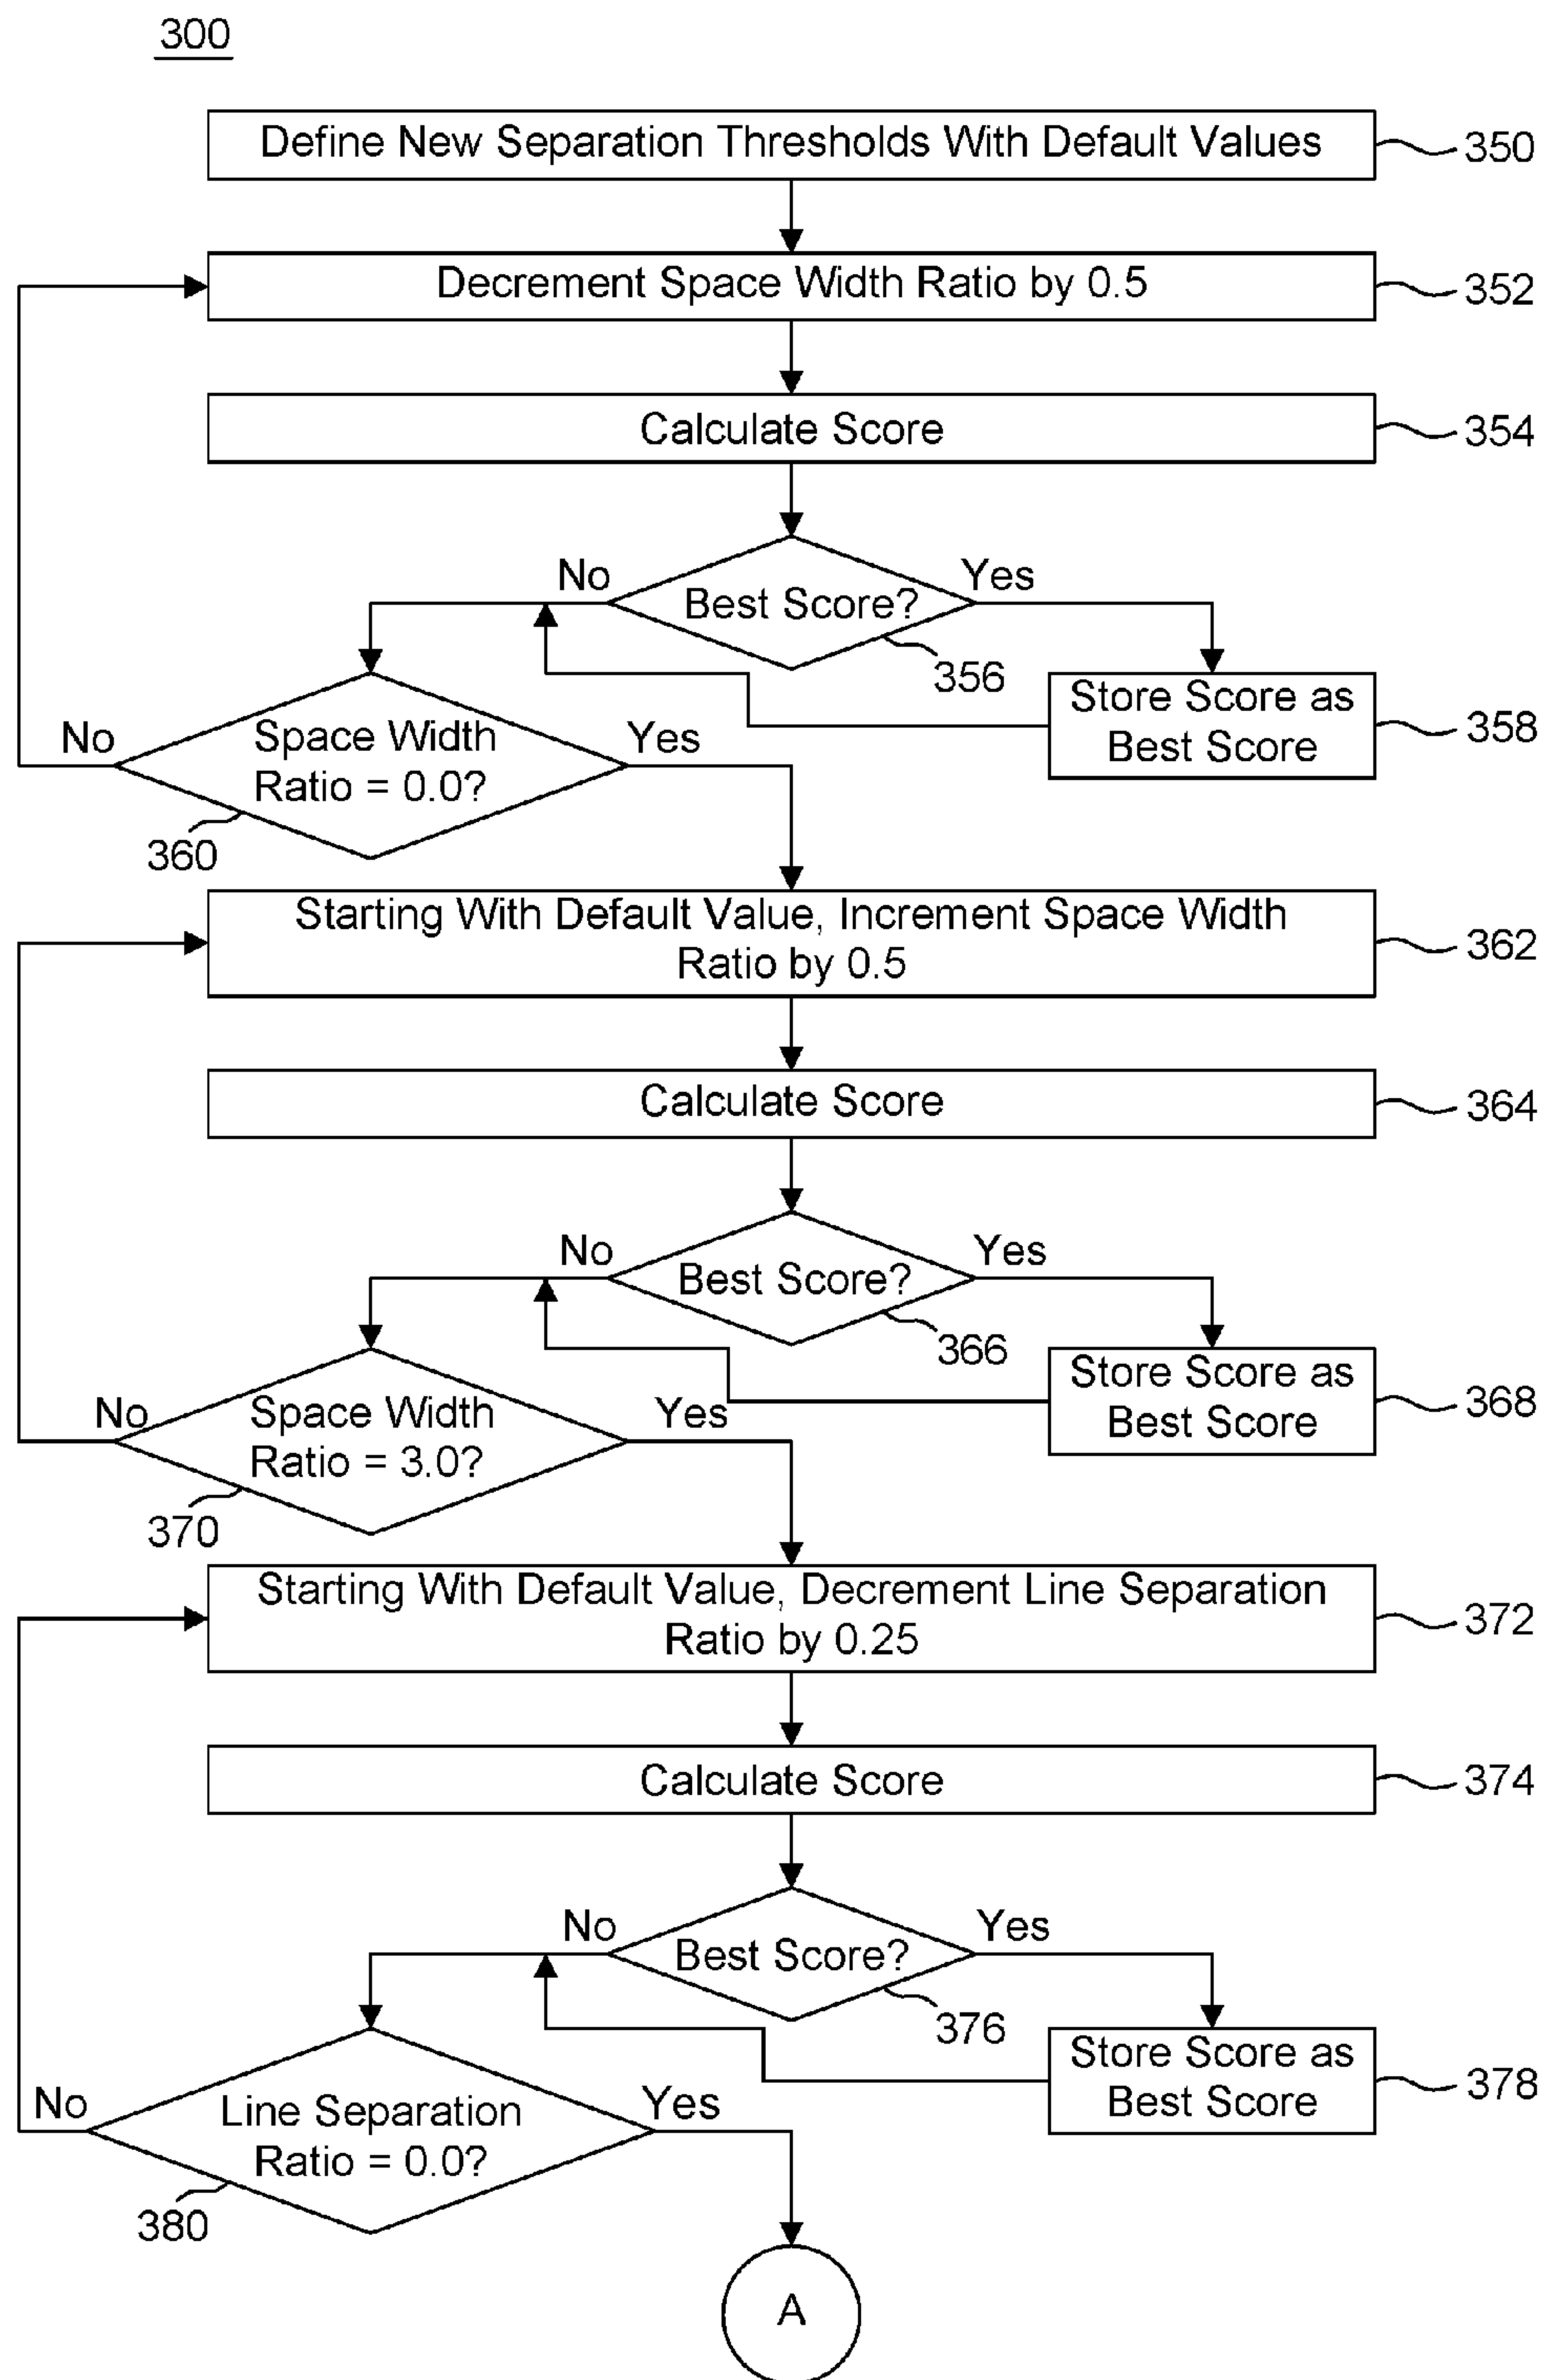 300
Define New Separation Thresholds With Default Values
350
Decrement Space Width Ratio by 0.5
352
Calculate Score
354
No
Yes
Best Score?
356
Store Score as
Best Score
358
No
Space Width
Ratio = 0.0?
Yes
360
Starting With Default Value, Increment Space Width
Ratio by 0.5
362
Calculate Score
364
No
Yes
Best Score?
366
Store Score as
Best Score
368
No
Space Width
Ratio = 3.0?
Yes
370
Starting With Default Value, Decrement Line Separation
Ratio by 0.25
372
Calculate Score
374
No
Yes
Best Score?
376
Store Score as
Best Score
378
No
Line Separation
Ratio = 0.0?
Yes
380
A